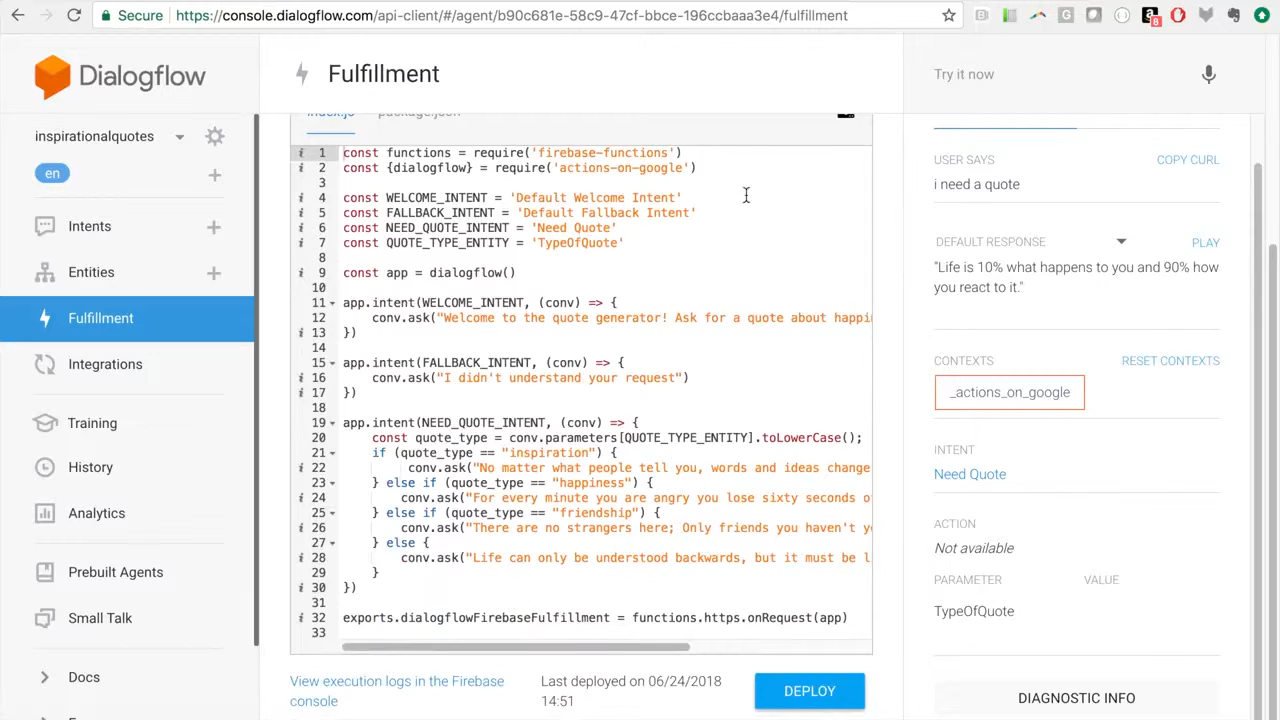 Secure
https://console.dialogflow.com/api-client/#/agent/b90c681e-58c9-47cf-bbce-196ccbaaa3e4/fulfillment
8
Dialogflow
inspirationalquotes
en
Intents
Entities
Fulfillment
Integrations
Training
History
Analytics
Prebuilt Agents
Small Talk
Docs
Fulfillment
index.js package.json
1 const functions = require('firebase-functions')
2 const {dialogflow} = require('actions-on-google')
3
4 const WELCOME_INTENT = 'Default Welcome Intent'
5 const FALLBACK_INTENT = 'Default Fallback Intent'
6 const NEED_QUOTE_INTENT = 'Need Quote'
7 const QUOTE_TYPE_ENTITY = 'TypeOfQuote'
8
9 const app = dialogflow()
10
11 app.intent(WELCOME_INTENT, (conv) => {
12 conv.ask("Welcome to the quote generator! Ask for a quote about happin
13 })
14
15 app.intent(FALLBACK_INTENT, (conv) => {
16 conv.ask("I didn't understand your request")
17 })
18
19 app.intent(NEED_QUOTE_INTENT, (conv) => {
20 const quote_type = conv.parameters[QUOTE_TYPE_ENTITY].toLowerCase();
21 if (quote_type == "inspiration") {
22 conv.ask("No matter what people tell you, words and ideas change
23 } else if (quote_type == "happiness") {
24 conv.ask("For every minute you are angry you lose sixty seconds o
25 } else if (quote_type == "friendship") {
26 conv.ask("There are no strangers here; Only friends you haven't y
27 } else {
28 conv.ask("Life can only be understood backwards, but it must be l
29 }
30 })
31
32 exports.dialogflowFirebaseFulfillment = functions.https.onRequest(app)
33
View execution logs in the Firebase
console
Last deployed on 06/24/2018
14:51
DEPLOY
Try it now
USER SAYS COPY CURL
i need a quote
DEFAULT RESPONSE PLAY
"Life is 10% what happens to you and 90% how
you react to it."
CONTEXTS RESET CONTEXTS
_actions_on_google
INTENT
Need Quote
ACTION
Not available
PARAMETER VALUE
TypeOfQuote
DIAGNOSTIC INFO